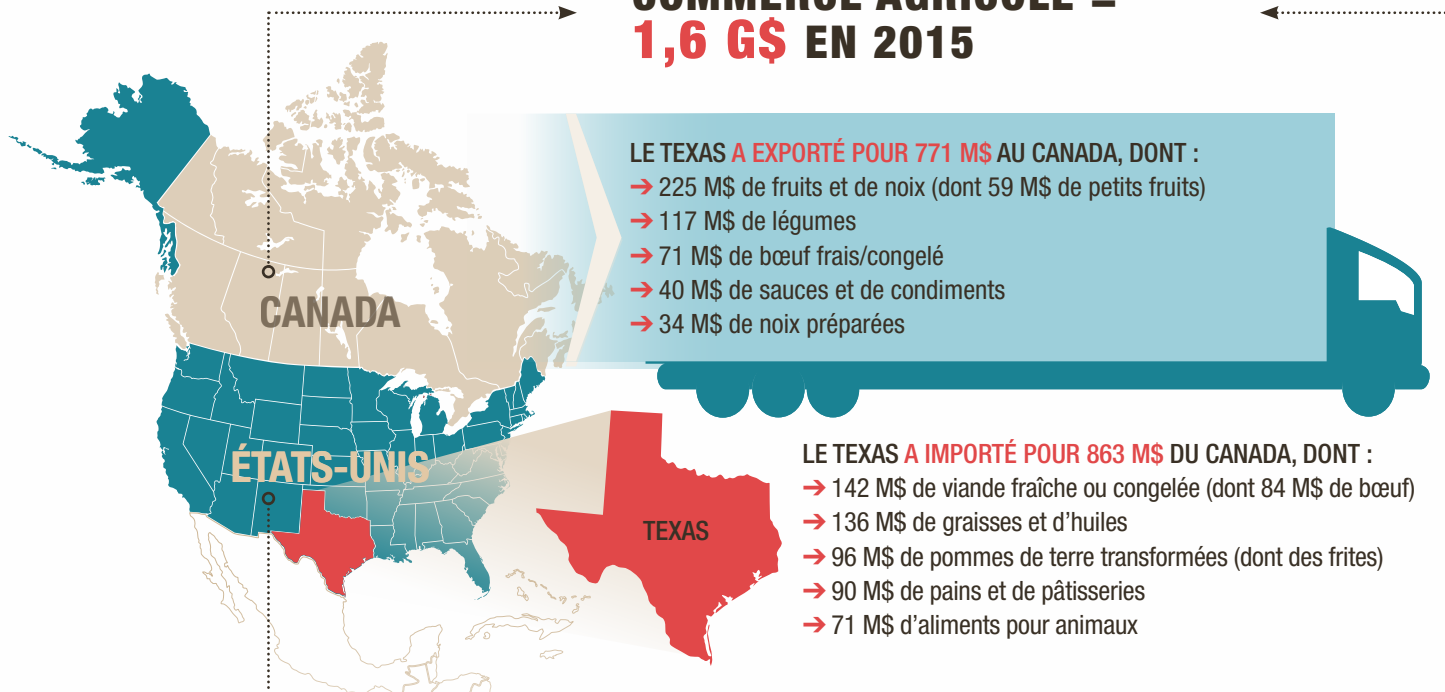 COMMERCE AGRICOLE =
1,6 G$ EN 2015
LE TEXAS A EXPORTÉ POUR 771 M$ AU CANADA, DONT :
➔ 225 M$ de fruits et de noix (dont 59 M$ de petits fruits)
➔ 117 M$ de légumes
➔ 71 M$ de bœuf frais/congelé
➔ 40 M$ de sauces et de condiments
➔ 34 M$ de noix préparées
CANADA
ÉTATS-UNIS
TEXAS
LE TEXAS A IMPORTÉ POUR 863 M$ DU CANADA, DONT :
➔ 142 M$ de viande fraîche ou congelée (dont 84 M$ de bœuf)
➔ 136 M$ de graisses et d’huiles
➔ 96 M$ de pommes de terre transformées (dont des frites)
➔ 90 M$ de pains et de pâtisseries
➔ 71 M$ d’aliments pour animaux